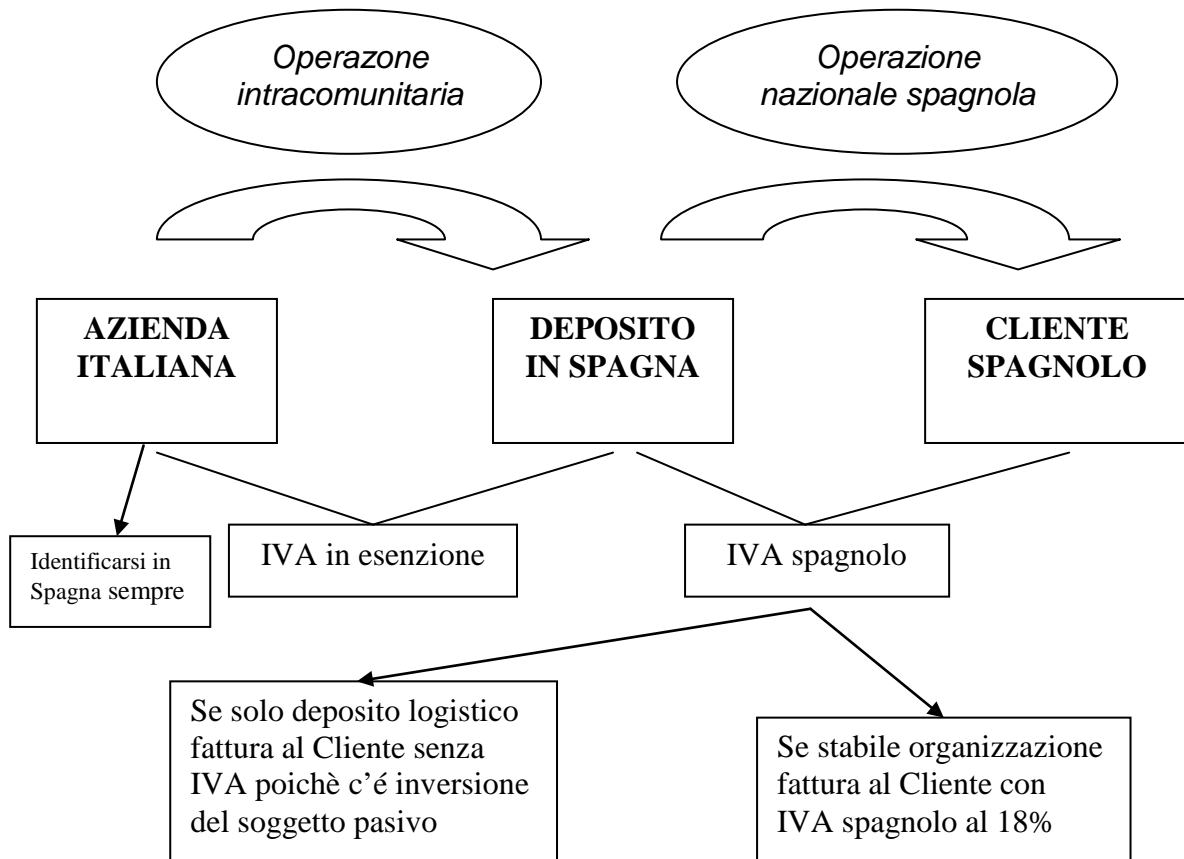 Operazone
intracomunitaria
Operazione
nazionale spagnola
AZIENDA
ITALIANA
DEPOSITO
IN SPAGNA
CLIENTE
SPAGNOLO
Identificarsi in
Spagna sempre
IVA in esenzione
IVA spagnolo
Se solo deposito logistico
fattura al Cliente senza
IVA poichè c’é inversione
del soggetto pasivo
Se stabile organizzazione
fattura al Cliente con
IVA spagnolo al 18%